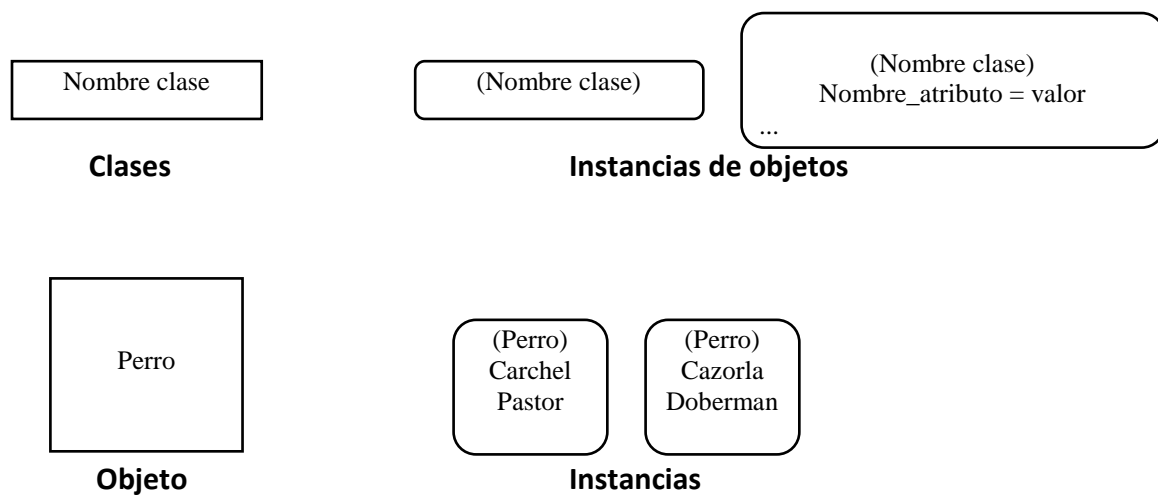 Nombre clase
(Nombre clase)
(Nombre clase)
Nombre_atributo = valor
...
Clases
Instancias de objetos
Perro
(Perro)
Carchel
Pastor
(Perro)
Cazorla
Doberman
Objeto
Instancias